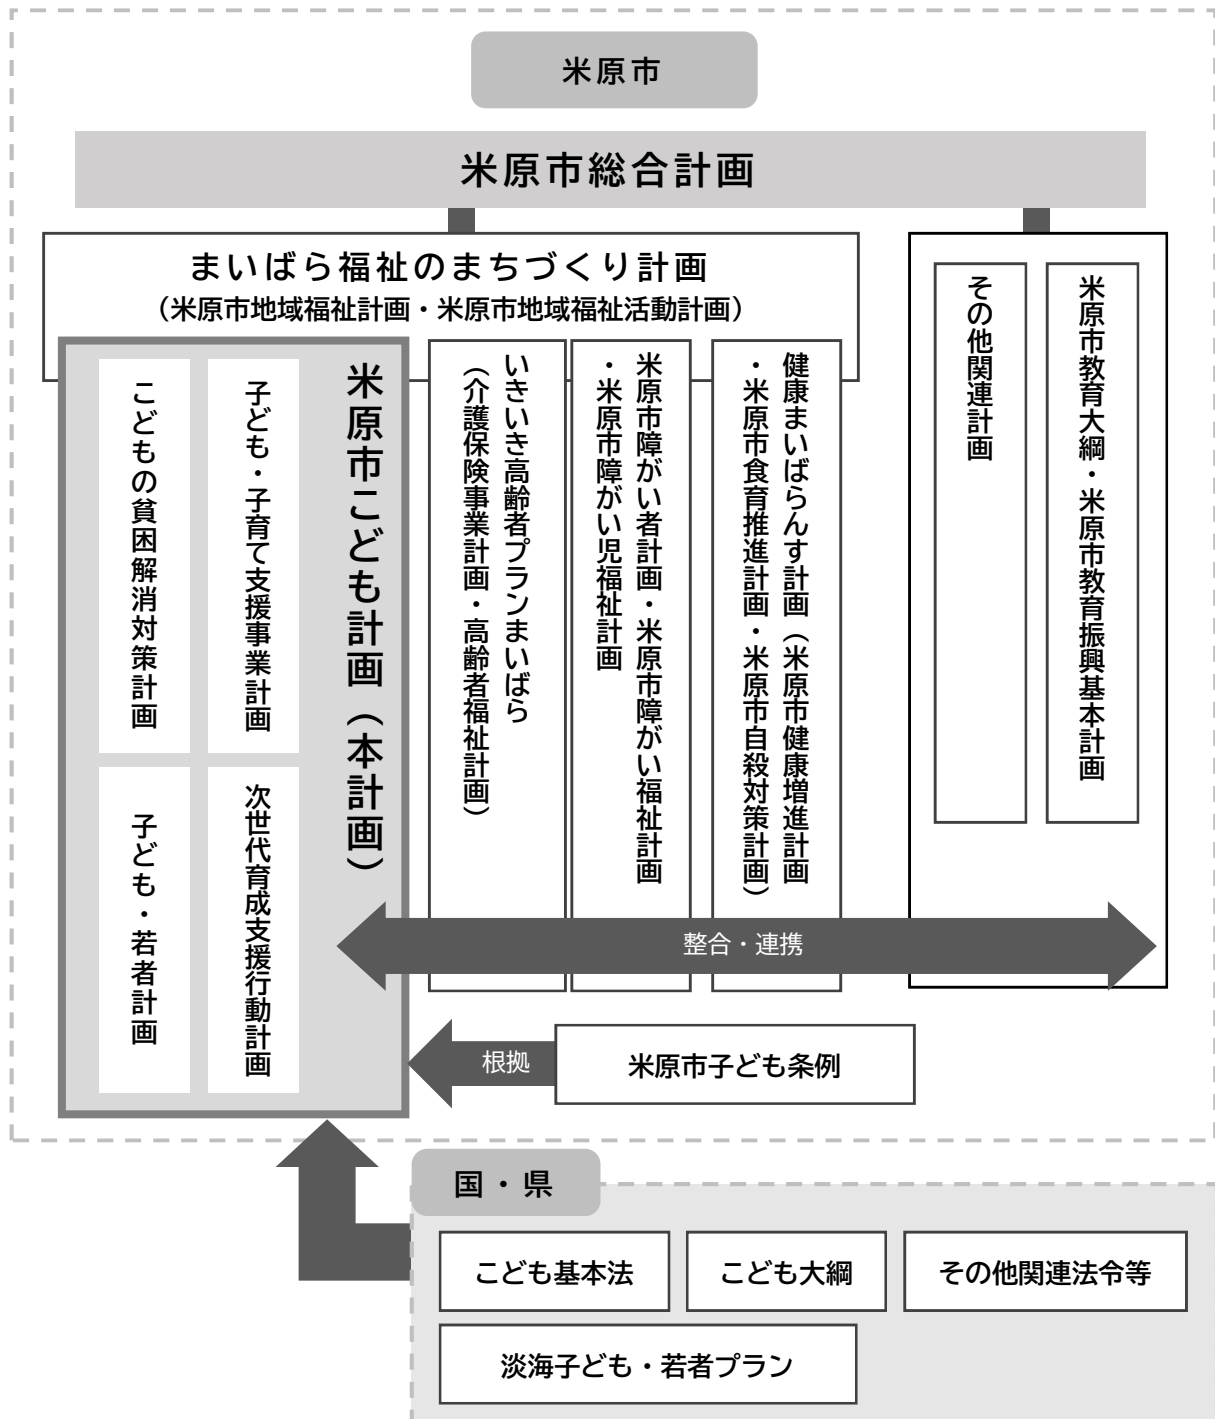 米原市
米原市総合計画
まいばら福祉のまちづくり計画
（米原市地域福祉計画・米原市地域福祉活動計画）
米原市こども計画（本計画）
子ども・子育て支援事業計画
こどもの貧困解消対策計画
次世代育成支援行動計画
子ども・若者計画
いきいき高齢者プランまいばら
（介護保険事業計画・高齢者福祉計画）
米原市障がい者計画・米原市障がい福祉計画
・米原市障がい児福祉計画
健康まいばらんす計画（米原市健康増進計画
・米原市食育推進計画・米原市自殺対策計画）
米原市教育大綱・米原市教育振興基本計画
その他関連計画
整合・連携
根拠
米原市子ども条例
国・県
こども基本法
こども大綱
その他関連法令等
淡海子ども・若者プラン